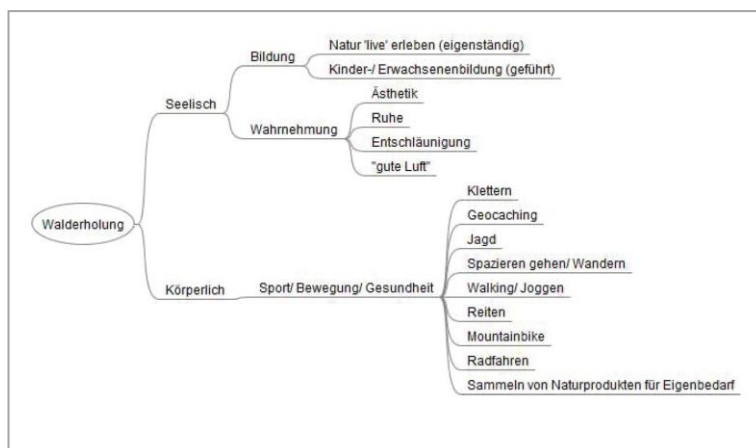 Walderholung
Seelisch
Bildung
Natur 'live' erleben (eigenständig)
Kinder-/ Erwachsenenbildung (geführt)
Wahrnehmung
Ästhetik
Ruhe
Entschläunigung
"gute Luft"
Körperlich
Sport/ Bewegung/ Gesundheit
Klettern
Geocaching
Jagd
Spazieren gehen/ Wandern
Walking/ Joggen
Reiten
Mountainbike
Radfahren
Sammeln von Naturprodukten für Eigenbedarf